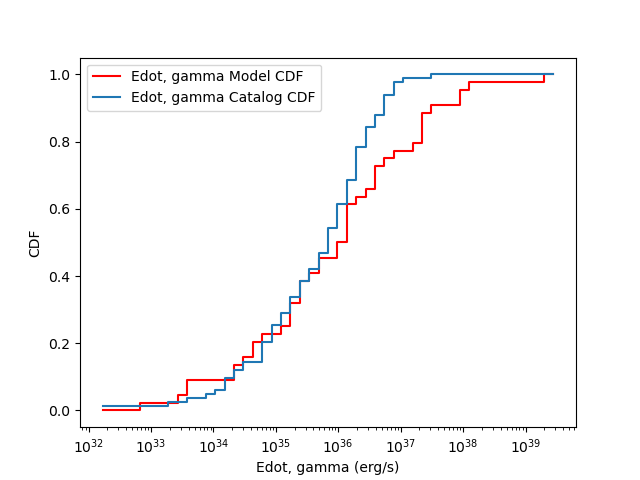 Edot, gamma Model CDF
Edot, gamma Catalog CDF
1.0
0.8
0.6
0.4
0.2
0.0
CDF
10^32 10^33 10^34 10^35 10^36 10^37 10^38 10^39
Edot, gamma (erg/s)